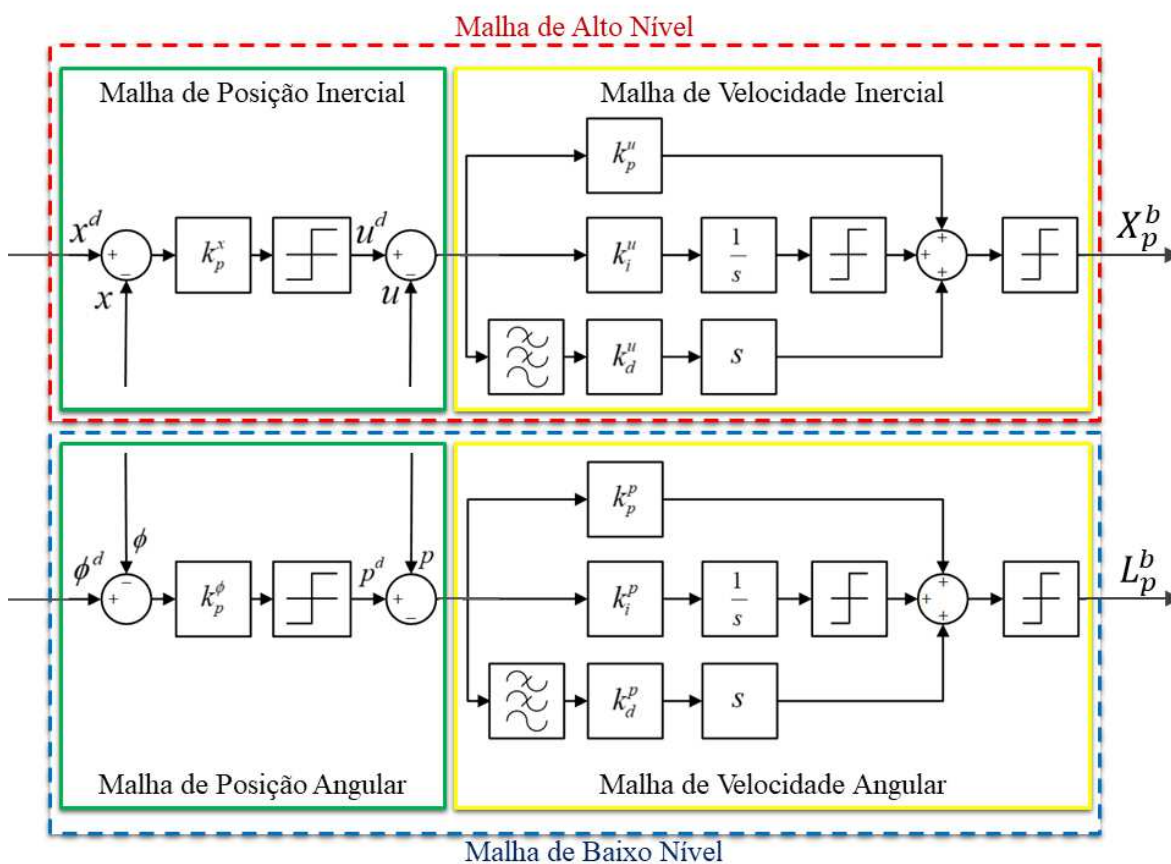 Malha de Alto Nível
Malha de Posição Inercial
Malha de Velocidade Inercial
k_p^u
x^d
+
−
x
k_p^x
u^d
+
−
u
k_i^u
1/s
+
+
+
X_p^b
k_d^u
s
k_p^p
ϕ
ϕ^d
−
+
k_p^ϕ
p^d
p
+
−
k_i^p
1/s
+
+
+
L_p^b
k_d^p
s
Malha de Posição Angular
Malha de Velocidade Angular
Malha de Baixo Nível